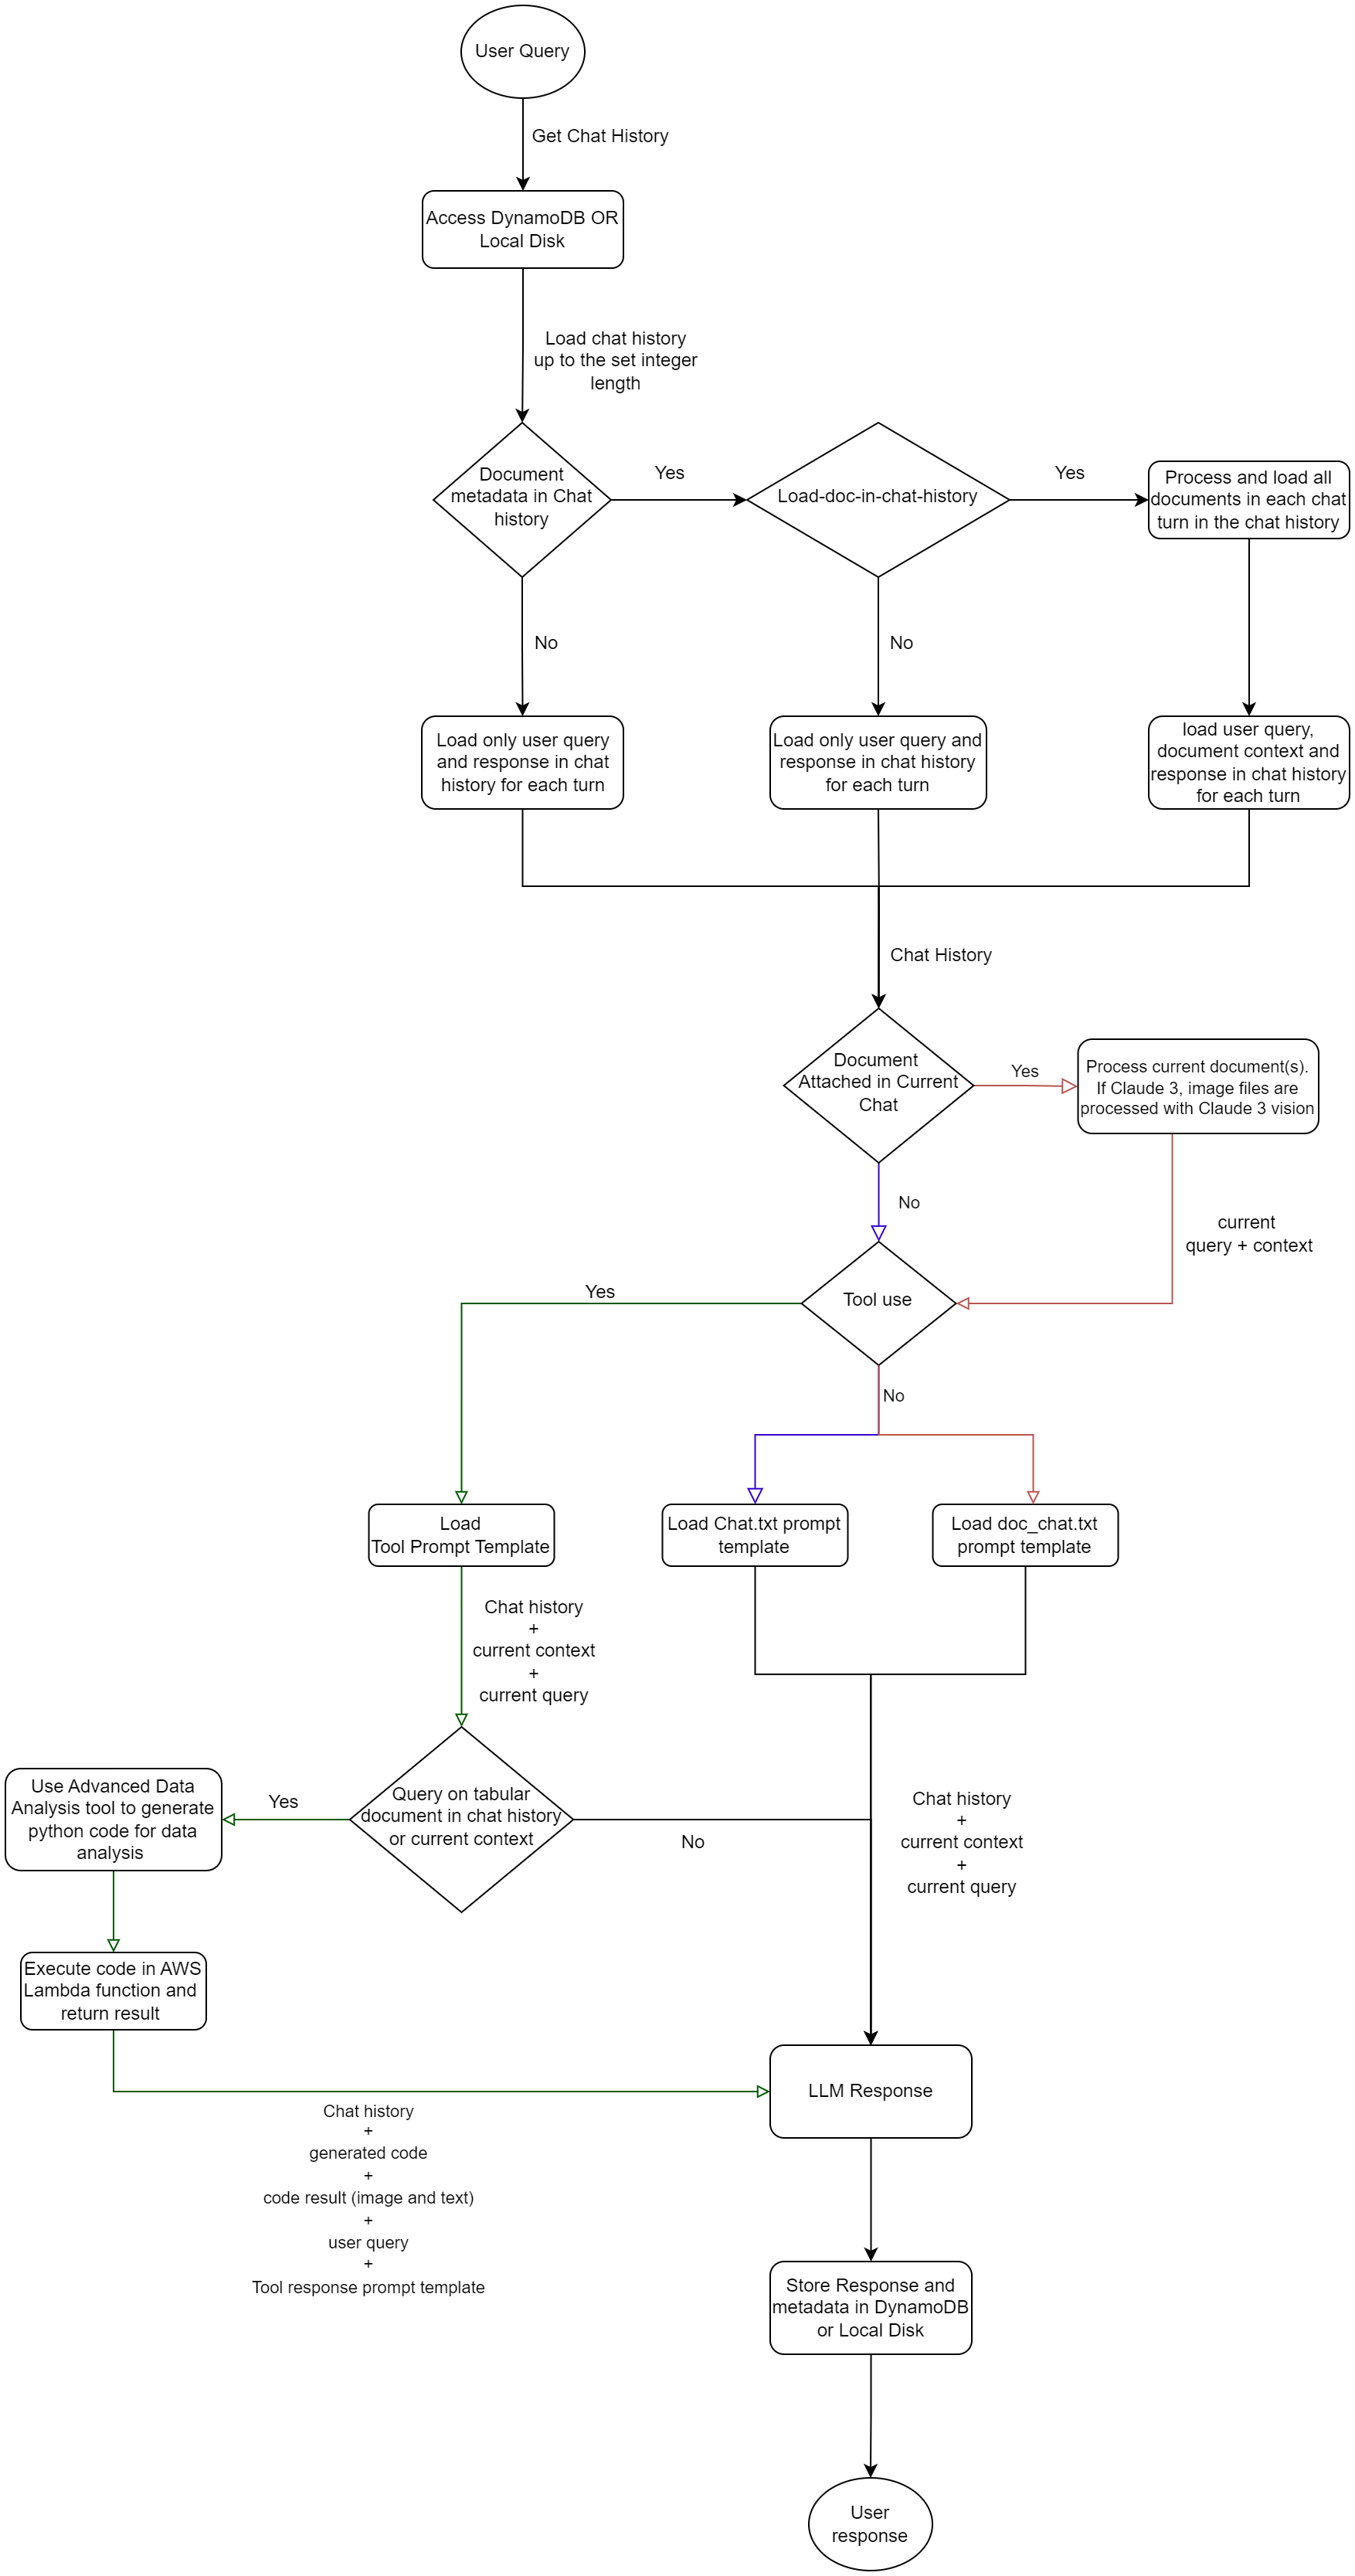 User Query
Get Chat History
Access DynamoDB OR
Local Disk
Load chat history
up to the set integer
length
Document
metadata in Chat
history
Yes
Load-doc-in-chat-history
Yes
Process and load all
documents in each chat
turn in the chat history
No
No
Load only user query
and response in chat
history for each turn
Load only user query and
response in chat history
for each turn
load user query,
document context and
response in chat history
for each turn
Chat History
Document
Attached in Current
Chat
Yes
Process current document(s).
If Claude 3, image files are
processed with Claude 3 vision
No
current
query + context
Tool use
Yes
No
Load
Tool Prompt Template
Load Chat.txt prompt
template
Load doc_chat.txt
prompt template
Chat history
+
current context
+
current query
Query on tabular
document in chat history
or current context
Yes
Use Advanced Data
Analysis tool to generate
python code for data
analysis
No
Chat history
+
current context
+
current query
Execute code in AWS
Lambda function and
return result
LLM Response
Chat history
+
generated code
+
code result (image and text)
+
user query
+
Tool response prompt template
Store Response and
metadata in DynamoDB
or Local Disk
User
response